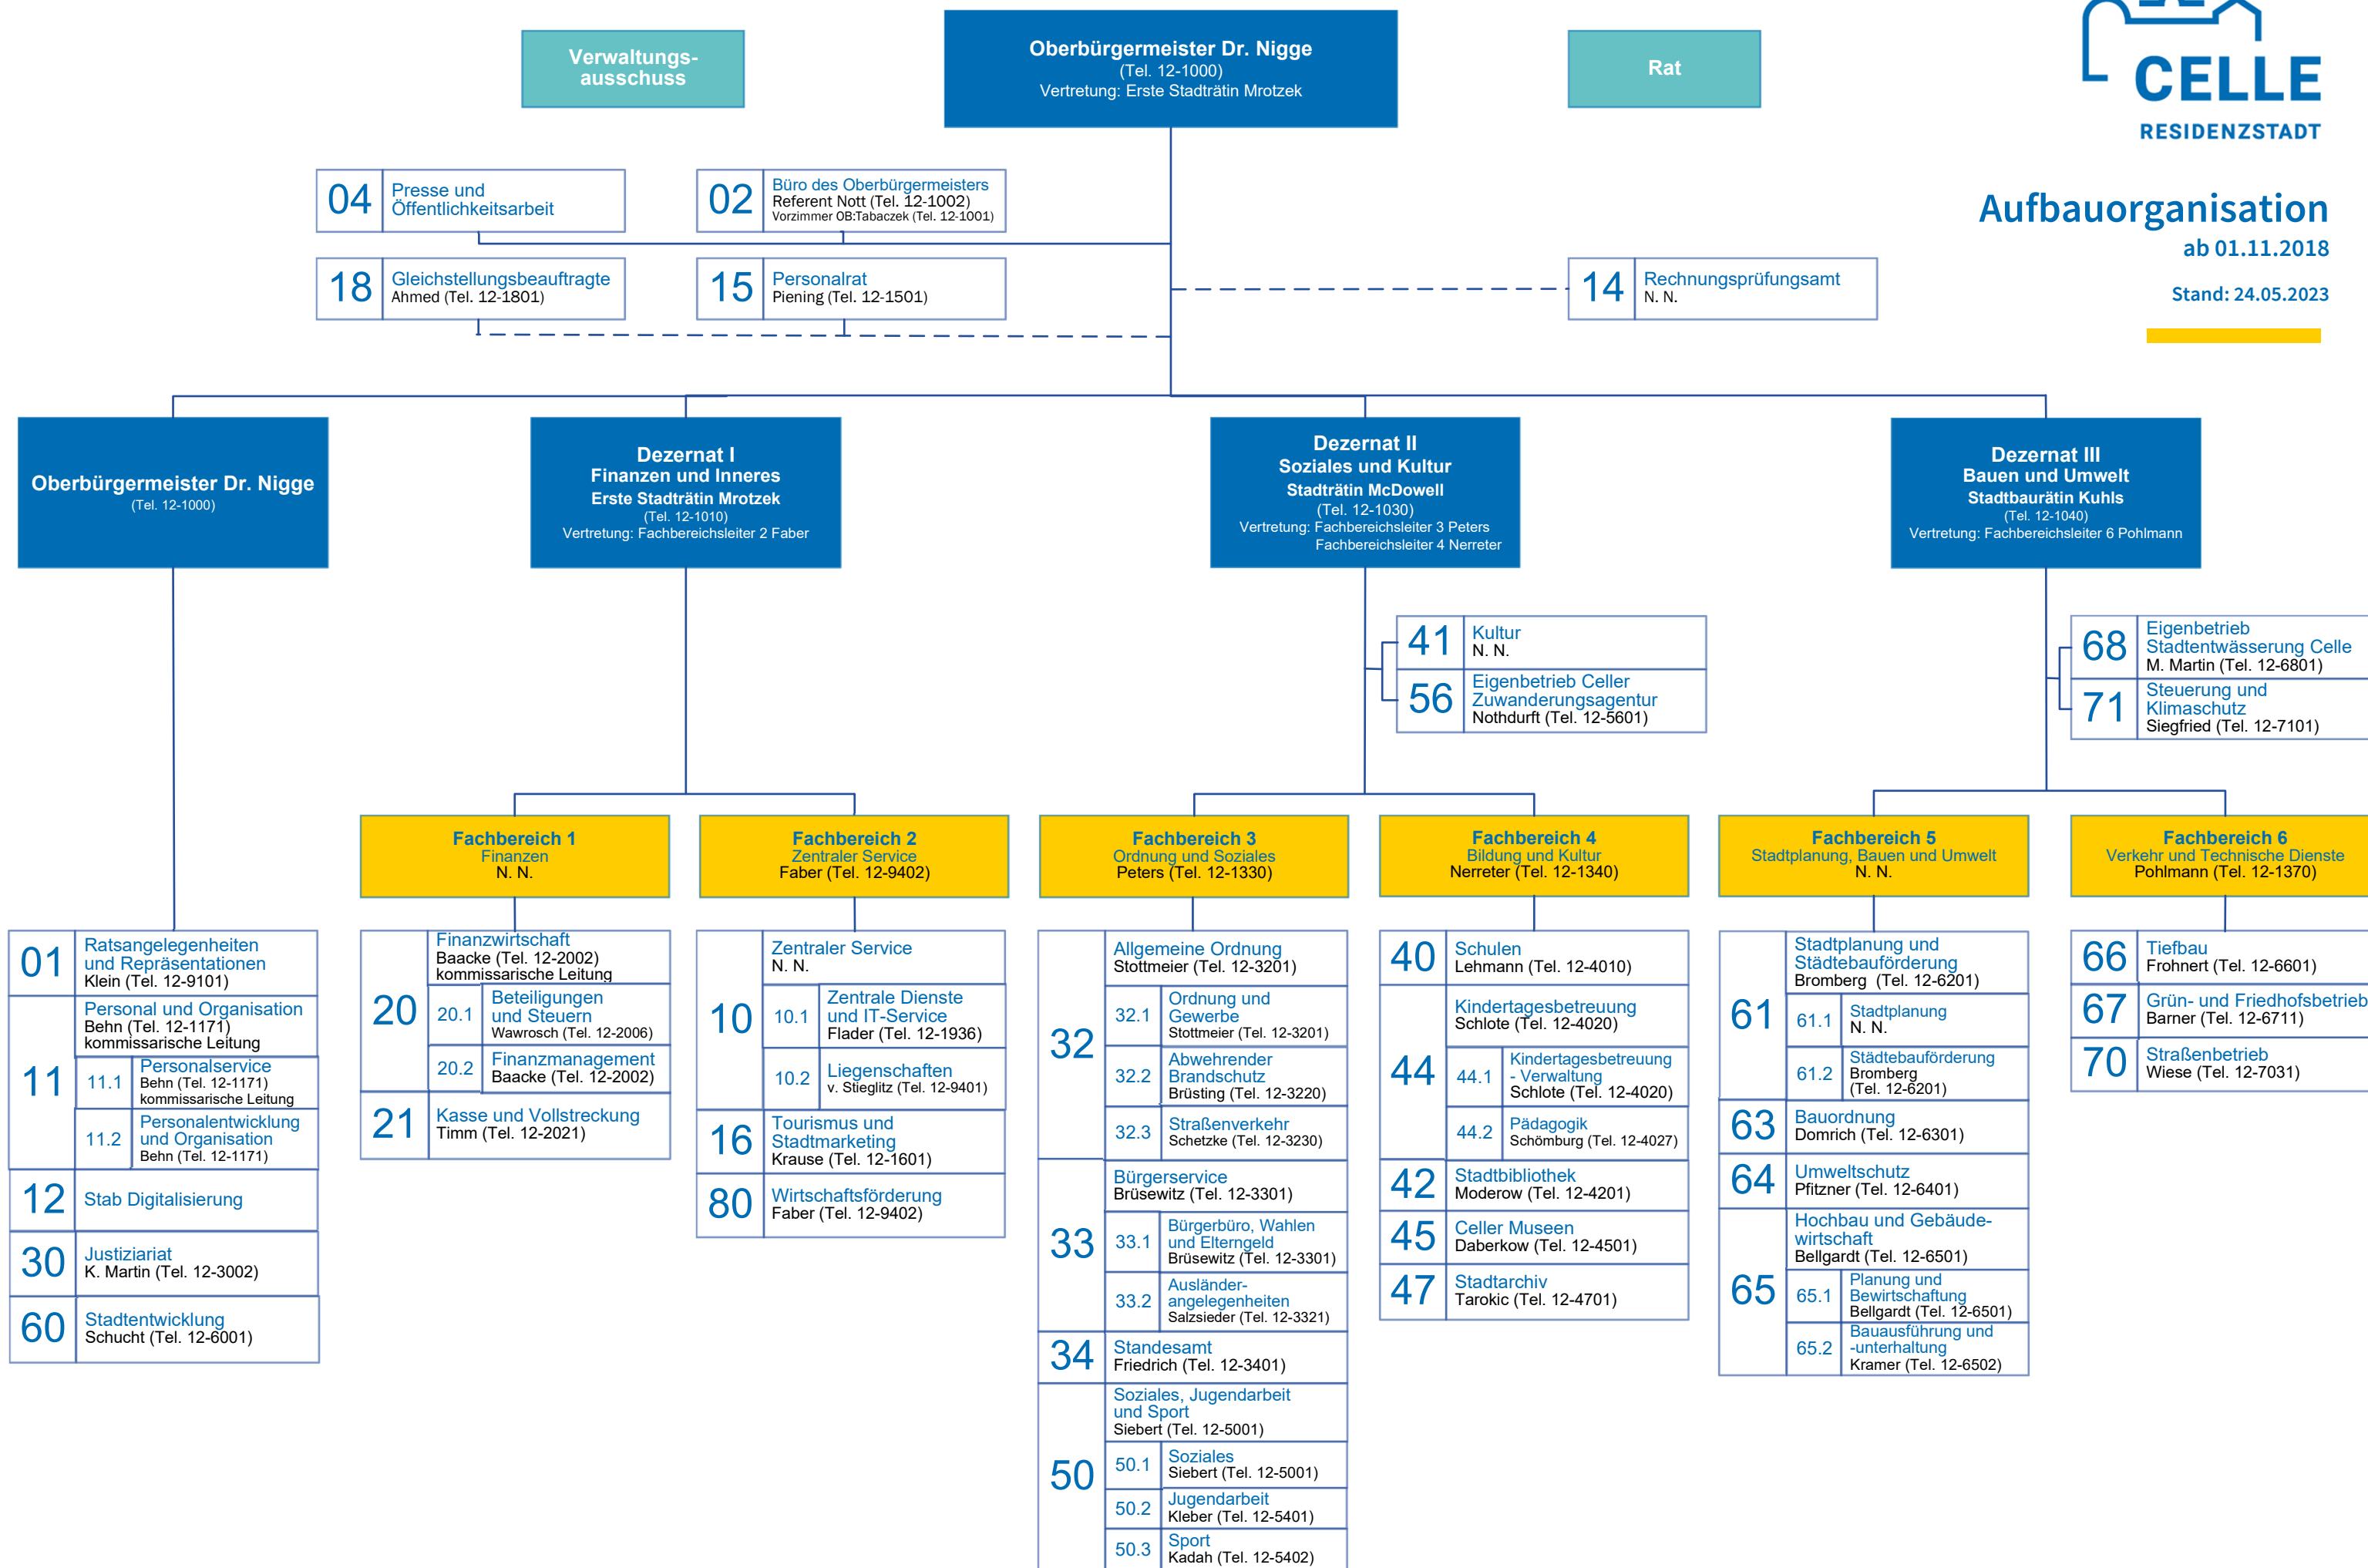 Verwaltungs-
ausschuss
Oberbürgermeister Dr. Nigge
(Tel. 12-1000)
Vertretung: Erste Stadträtin Mrotzek
Rat
CELLE
RESIDENZSTADT
Aufbauorganisation
ab 01.11.2018
Stand: 24.05.2023
04
Presse und
Öffentlichkeitsarbeit
02
Büro des Oberbürgermeisters
Referent Nott (Tel. 12-1002)
Vorzimmer OB:Tabaczek (Tel. 12-1001)
18
Gleichstellungsbeauftragte
Ahmed (Tel. 12-1801)
15
Personalrat
Piening (Tel. 12-1501)
14
Rechnungsprüfungsamt
N. N.
Oberbürgermeister Dr. Nigge
(Tel. 12-1000)
Dezernat I
Finanzen und Inneres
Erste Stadträtin Mrotzek
(Tel. 12-1010)
Vertretung: Fachbereichsleiter 2 Faber
Dezernat II
Soziales und Kultur
Stadträtin McDowell
(Tel. 12-1030)
Vertretung: Fachbereichsleiter 3 Peters
Fachbereichsleiter 4 Nerreter
Dezernat III
Bauen und Umwelt
Stadtbaurätin Kuhls
(Tel. 12-1040)
Vertretung: Fachbereichsleiter 6 Pohlmann
41
Kultur
N. N.
56
Eigenbetrieb Celler
Zuwanderungsagentur
Nothdurft (Tel. 12-5601)
68
Eigenbetrieb
Stadtentwässerung Celle
M. Martin (Tel. 12-6801)
71
Steuerung und
Klimaschutz
Siegfried (Tel. 12-7101)
01
Ratsangelegenheiten
und Repräsentationen
Klein (Tel. 12-9101)
11
Personal und Organisation
Behn (Tel. 12-1171)
kommissarische Leitung
11.1
Personalservice
Behn (Tel. 12-1171)
kommissarische Leitung
11.2
Personalentwicklung
und Organisation
Behn (Tel. 12-1171)
12
Stab Digitalisierung
30
Justiziariat
K. Martin (Tel. 12-3002)
60
Stadtentwicklung
Schucht (Tel. 12-6001)
Fachbereich 1
Finanzen
N. N.
20
Finanzwirtschaft
Baacke (Tel. 12-2002)
kommissarische Leitung
20.1
Beteiligungen
und Steuern
Wawrosch (Tel. 12-2006)
20.2
Finanzmanagement
Baacke (Tel. 12-2002)
21
Kasse und Vollstreckung
Timm (Tel. 12-2021)
Fachbereich 2
Zentraler Service
Faber (Tel. 12-9402)
10
Zentraler Service
N. N.
10.1
Zentrale Dienste
und IT-Service
Flader (Tel. 12-1936)
10.2
Liegenschaften
v. Stieglitz (Tel. 12-9401)
16
Tourismus und
Stadtmarketing
Krause (Tel. 12-1601)
80
Wirtschaftsförderung
Faber (Tel. 12-9402)
Fachbereich 3
Ordnung und Soziales
Peters (Tel. 12-1330)
32
Allgemeine Ordnung
Stottmeier (Tel. 12-3201)
32.1
Ordnung und
Gewerbe
Stottmeier (Tel. 12-3201)
32.2
Abwehrender
Brandschutz
Brüsting (Tel. 12-3220)
32.3
Straßenverkehr
Schetzke (Tel. 12-3230)
33
Bürgerservice
Brüsewitz (Tel. 12-3301)
33.1
Bürgerbüro, Wahlen
und Elterngeld
Brüsewitz (Tel. 12-3301)
33.2
Ausländer-
angelegenheiten
Salzsieder (Tel. 12-3321)
34
Standesamt
Friedrich (Tel. 12-3401)
50
Soziales, Jugendarbeit
und Sport
Siebert (Tel. 12-5001)
50.1
Soziales
Siebert (Tel. 12-5001)
50.2
Jugendarbeit
Kleber (Tel. 12-5401)
50.3
Sport
Kadah (Tel. 12-5402)
Fachbereich 4
Bildung und Kultur
Nerreter (Tel. 12-1340)
40
Schulen
Lehmann (Tel. 12-4010)
44
Kindertagesbetreuung
Schlote (Tel. 12-4020)
44.1
Kindertagesbetreuung
- Verwaltung
Schlote (Tel. 12-4020)
44.2
Pädagogik
Schömburg (Tel. 12-4027)
42
Stadtbibliothek
Moderow (Tel. 12-4201)
45
Celler Museen
Daberkow (Tel. 12-4501)
47
Stadtarchiv
Tarokic (Tel. 12-4701)
Fachbereich 5
Stadtplanung, Bauen und Umwelt
N. N.
61
Stadtplanung und
Städtebauförderung
Bromberg (Tel. 12-6201)
61.1
Stadtplanung
N. N.
61.2
Städtebauförderung
Bromberg
(Tel. 12-6201)
63
Bauordnung
Domrich (Tel. 12-6301)
64
Umweltschutz
Pfitzner (Tel. 12-6401)
65
Hochbau und Gebäude-
wirtschaft
Bellgardt (Tel. 12-6501)
65.1
Planung und
Bewirtschaftung
Bellgardt (Tel. 12-6501)
65.2
Bauausführung und
-unterhaltung
Kramer (Tel. 12-6502)
Fachbereich 6
Verkehr und Technische Dienste
Pohlmann (Tel. 12-1370)
66
Tiefbau
Frohnert (Tel. 12-6601)
67
Grün- und Friedhofsbetrieb
Barner (Tel. 12-6711)
70
Straßenbetrieb
Wiese (Tel. 12-7031)